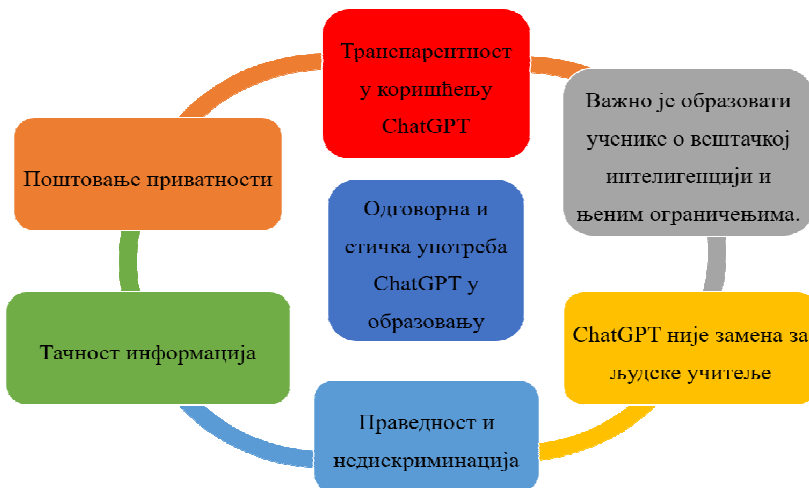 Транспарентност
у коришћењу
ChatGPT
Важно је образовати
ученике о вештачкој
интелигенцији и
њеним ограничењима.
Поштовање приватности
Одговорна и
етичка употреба
ChatGPT у
образовању
Тачност информација
ChatGPT није замена за
људске учитеље
Праведност и
недискриминација